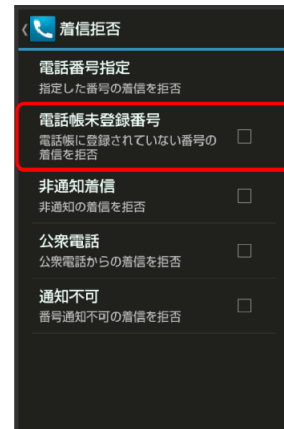 着信拒否
電話番号指定
指定した番号の着信を拒否
電話帳未登録番号
電話帳に登録されていない番号の
着信を拒否
非通知着信
非通知の着信を拒否
公衆電話
公衆電話からの着信を拒否
通知不可
番号通知不可の着信を拒否